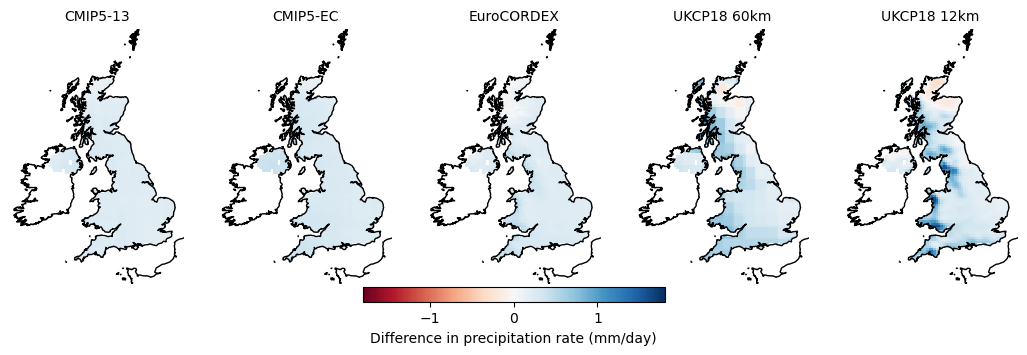 CMIP5-13 CMIP5-EC EuroCORDEX UKCP18 60km UKCP18 12km
−1 0 1
Difference in precipitation rate (mm/day)